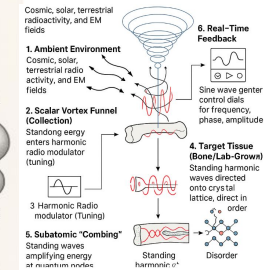 Cosmic, solar, terrestrial
radioactivity, and EM
fields
1. Ambient Environment
Cosmic, solar,
terrestrial radio
activity, and EM
fields
2. Scalar Vortex Funnel
(Collection)
Standong eergy
enters harmonic
radio modulator
(tuning)
3 Harmonic Radio
modulator (Tuning)
5. Subatomic “Combing”
Standing waves
amplifying energy
at quantum nodes
Standing
harmonic
6. Real–Time
Feedback
Sine wave genter
control dials
for frequency,
phase, amplitude
4. Target Tissue
(Bone/Lab-Grown)
Standing harmonic
waves directed
onto crystal
lattice, direct in
order
Disorder